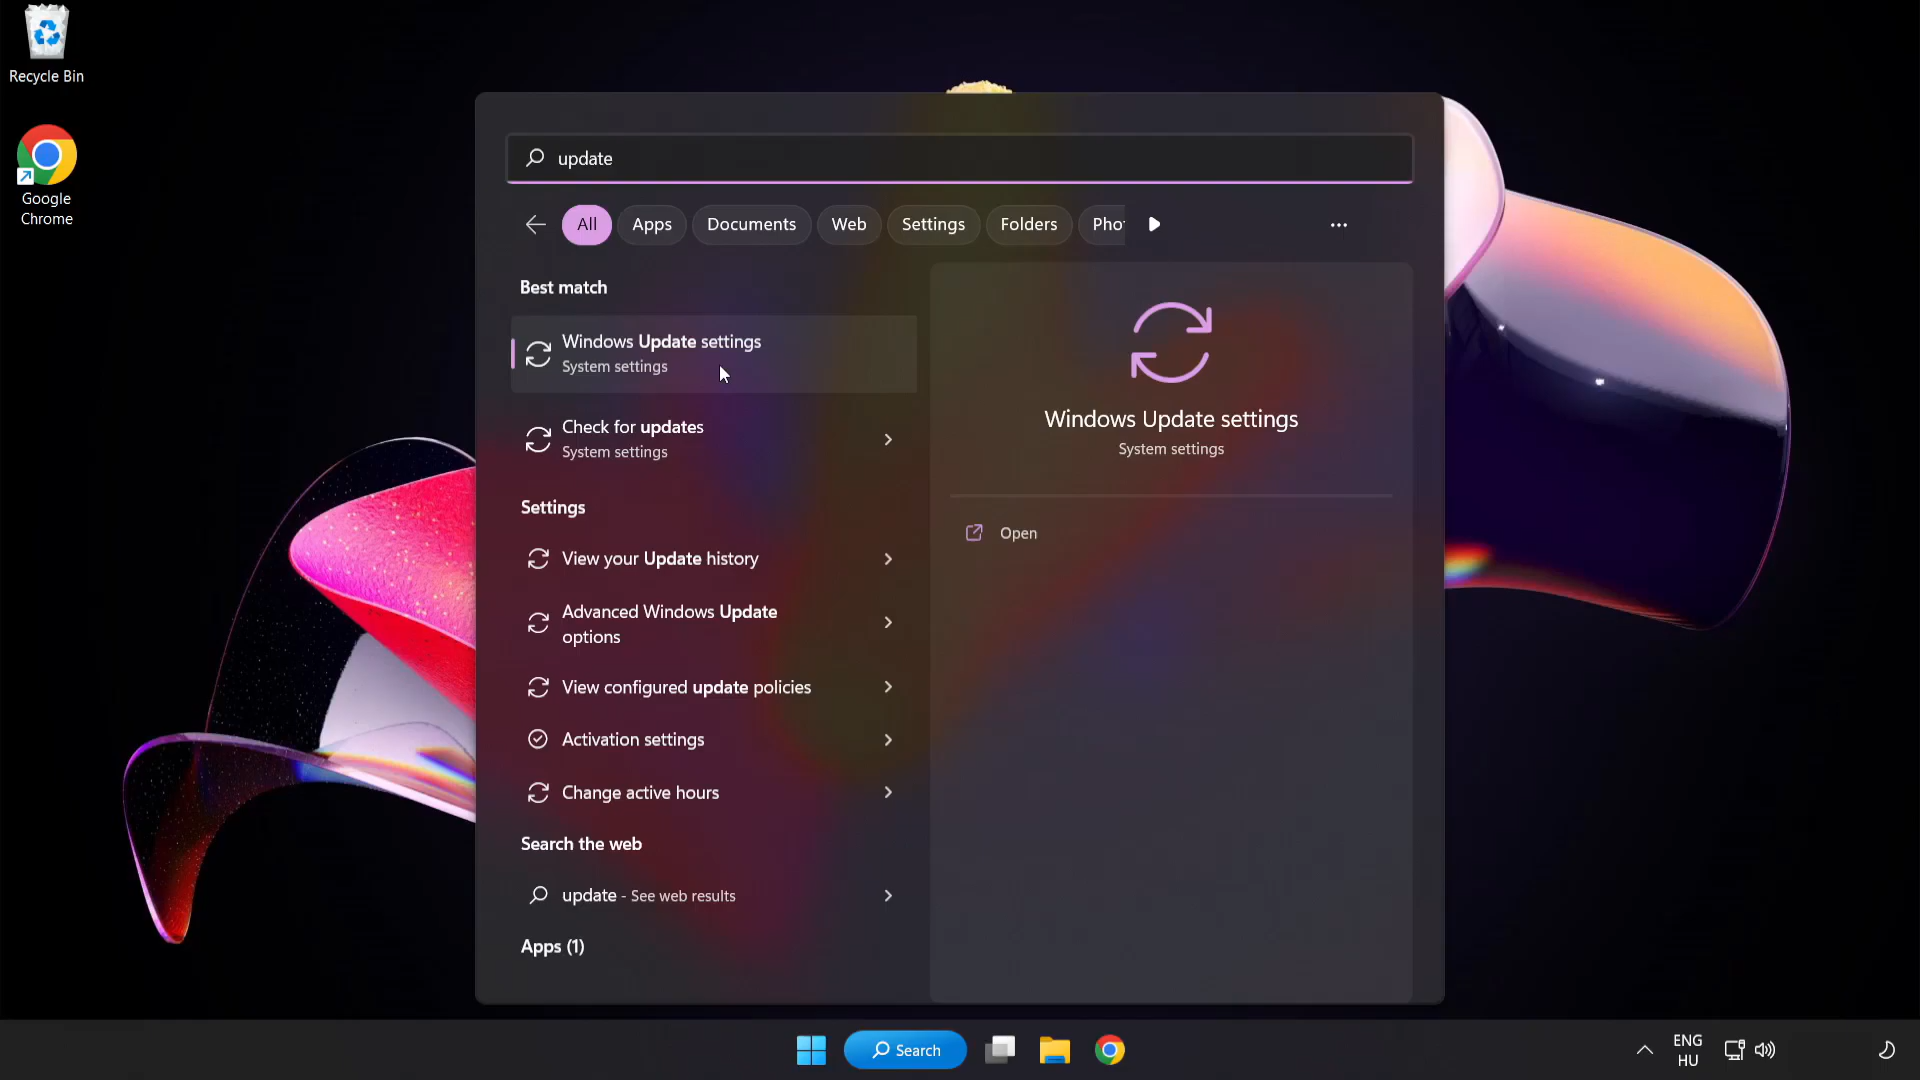 Recycle Bin
Google
Chrome
update
All
Apps
Documents
Web
Settings
Folders
Best match
Windows Update settings
System settings
Check for updates
System settings
Settings
View your Update history
Advanced Windows Update
options
View configured update policies
Activation settings
Change active hours
Search the web
update - See web results
Apps (1)
Windows Update settings
System settings
Open
Search
ENG
HU